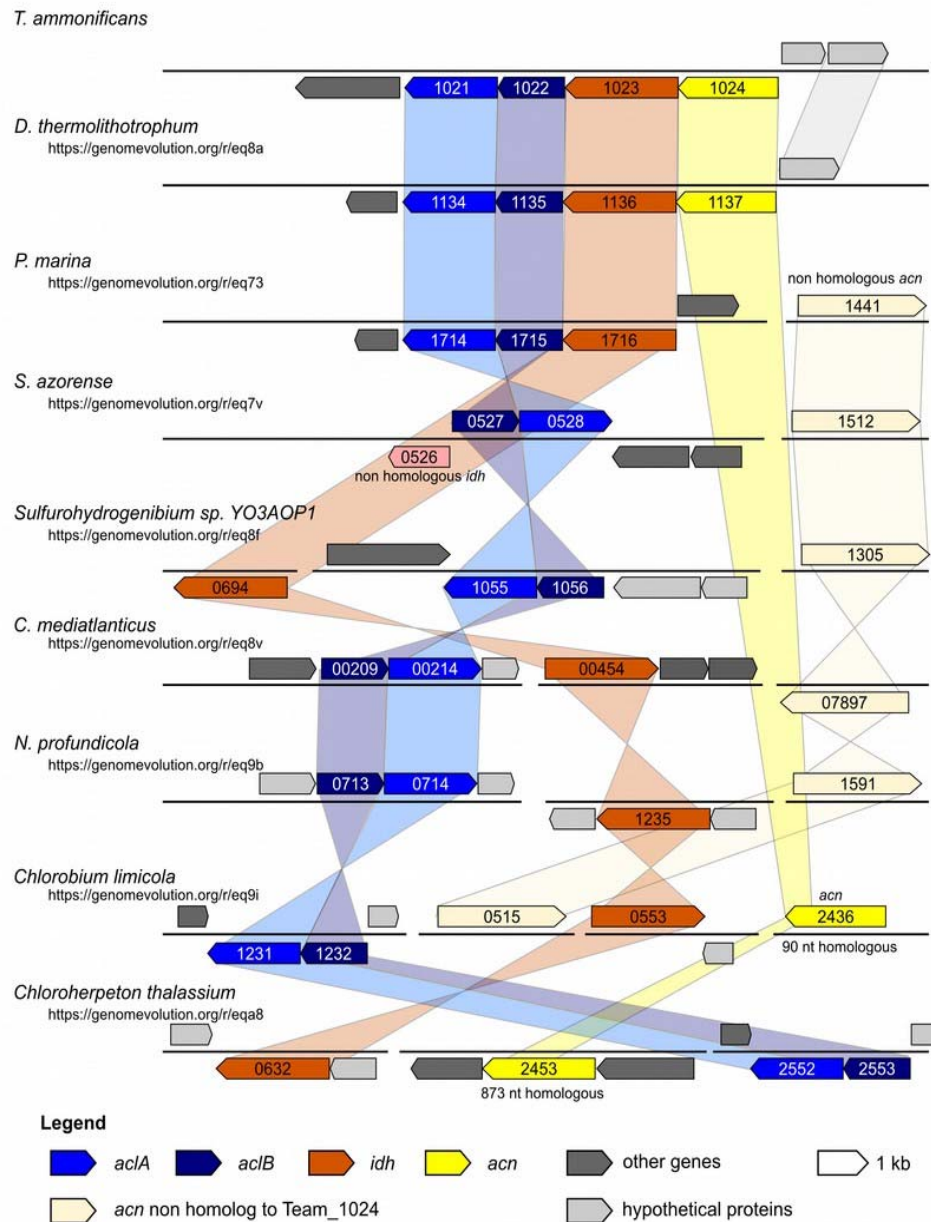 T. ammonificans
1021 1022 1023 1024
D. thermolithotrophum
https://genomevolution.org/r/eq8a
1134 1135 1136 1137
P. marina
https://genomevolution.org/r/eq73
non homologous acn
1441
1714 1715 1716
S. azorense
https://genomevolution.org/r/eq7v
0527 0528 1512
0526
non homologous idh
Sulfurohydrogenibium sp. YO3AOP1
https://genomevolution.org/r/eq8f
1305
0694 1055 1056
C. mediatlanticus
https://genomevolution.org/r/eq8v
00209 00214 00454
07897
N. profundicola
https://genomevolution.org/r/eq9b
0713 0714 1591
1235
Chlorobium limicola
https://genomevolution.org/r/eq9i
acn
0515 0553 2436
90 nt homologous
1231 1232
Chloroherpeton thalassium
https://genomevolution.org/r/eqa8
0632 2453 2552 2553
873 nt homologous
Legend
aclA aclB idh acn other genes 1 kb
acn non homolog to Team_1024 hypothetical proteins